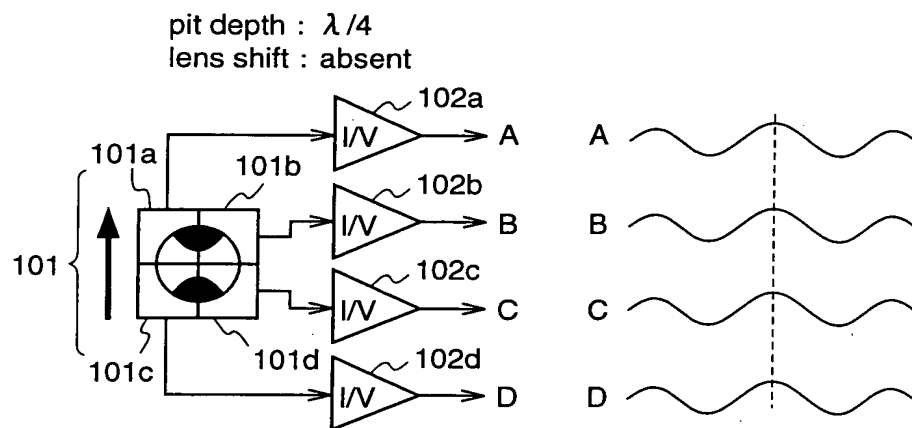 pit depth : λ/4
lens shift : absent
102a
I/V
A
A
101a
101b
102b
I/V
B
B
101
102c
I/V
C
C
101c
101d
102d
I/V
D
D